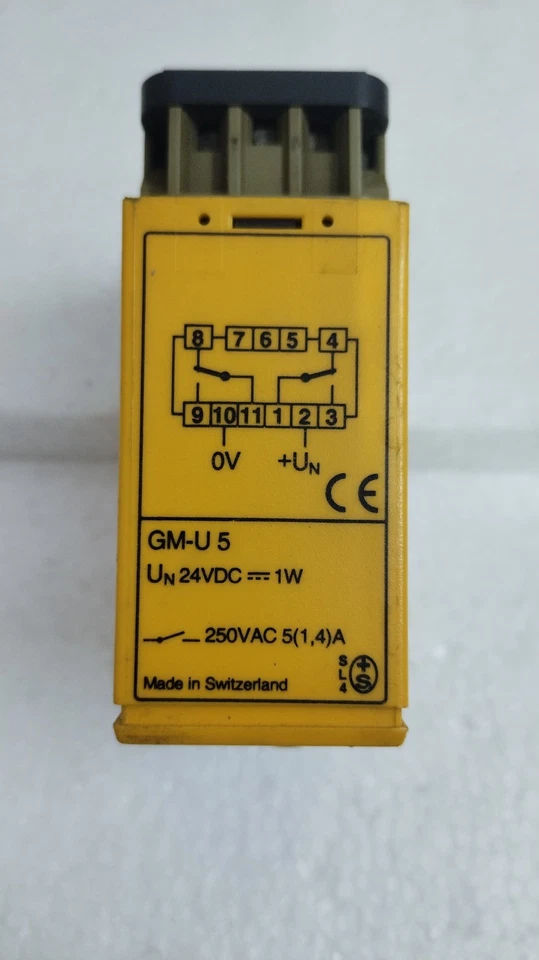 8 7 6 5 4
9 10 11 1 2 3
0V +UN
CE
GM-U 5
UN 24VDC ⎓ 1W
250VAC 5(1,4)A
S
L
4
+
S
Made in Switzerland